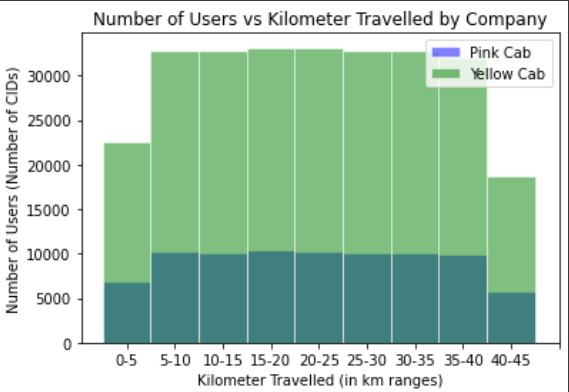 Number of Users vs Kilometer Travelled by Company
Pink Cab
Yellow Cab
Number of Users (Number of CIDs)
30000
25000
20000
15000
10000
5000
0
0-5 5-10 10-15 15-20 20-25 25-30 30-35 35-40 40-45
Kilometer Travelled (in km ranges)